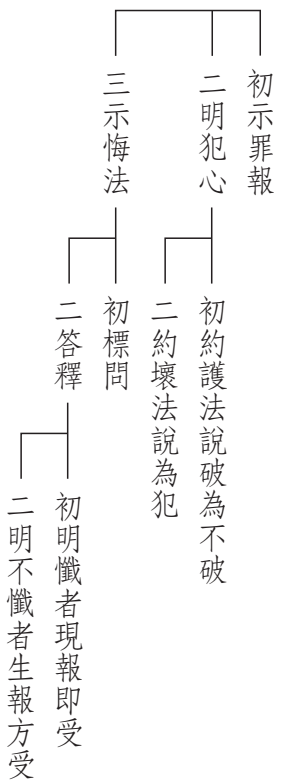 初示罪報
二明犯心
初約護法說破為不破
二約壞法說為犯
三示悔法
初標問
二答釋
初明懺者現報即受
二明不懺者生報方受